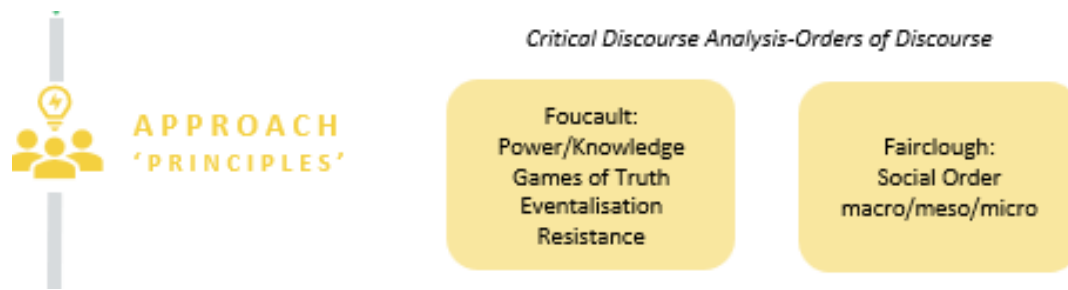 Critical Discourse Analysis-Orders of Discourse
APPROACH
‘PRINCIPLES’
Foucault:
Power/Knowledge
Games of Truth
Eventalisation
Resistance
Fairclough:
Social Order
macro/meso/micro